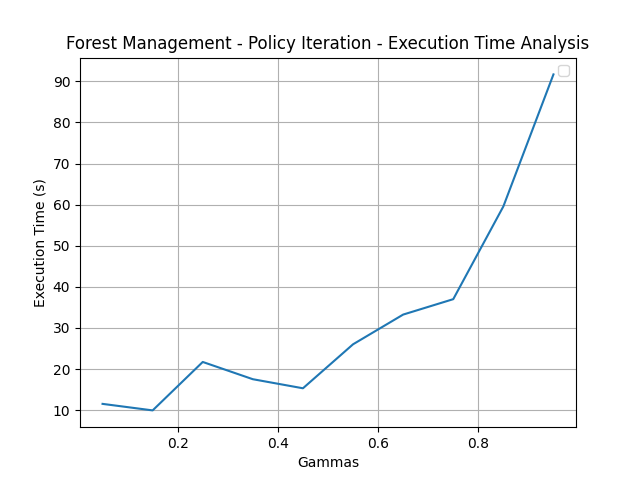 Forest Management - Policy Iteration - Execution Time Analysis
90
80
70
60
50
40
30
20
10
Execution Time (s)
0.2 0.4 0.6 0.8
Gammas